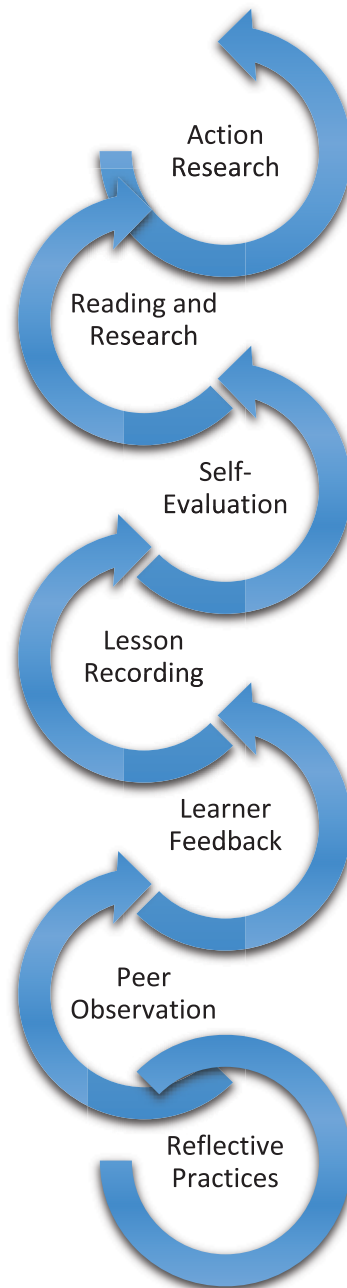 Action
Research
Reading and
Research
Self-
Evaluation
Lesson
Recording
Learner
Feedback
Peer
Observation
Reflective
Practices